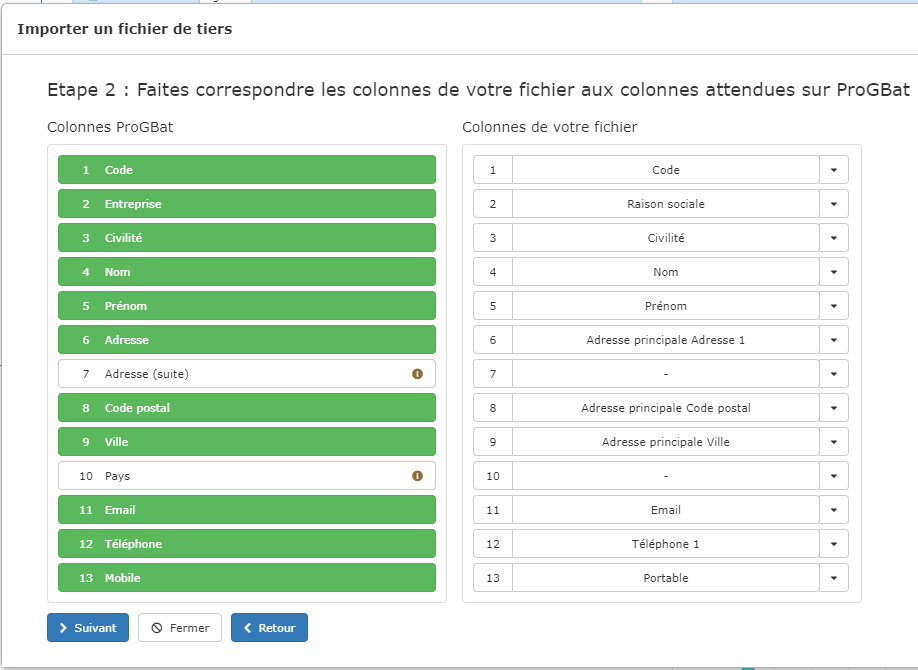 Importer un fichier de tiers
Etape 2 : Faites correspondre les colonnes de votre fichier aux colonnes attendues sur ProGBat
Colonnes ProGBat
1 Code
2 Entreprise
3 Civilité
4 Nom
5 Prénom
6 Adresse
7 Adresse (suite)
8 Code postal
9 Ville
10 Pays
11 Email
12 Téléphone
13 Mobile
Colonnes de votre fichier
1 Code
2 Raison sociale
3 Civilité
4 Nom
5 Prénom
6 Adresse principale Adresse 1
7 -
8 Adresse principale Code postal
9 Adresse principale Ville
10 -
11 Email
12 Téléphone 1
13 Portable
Suivant Fermer Retour